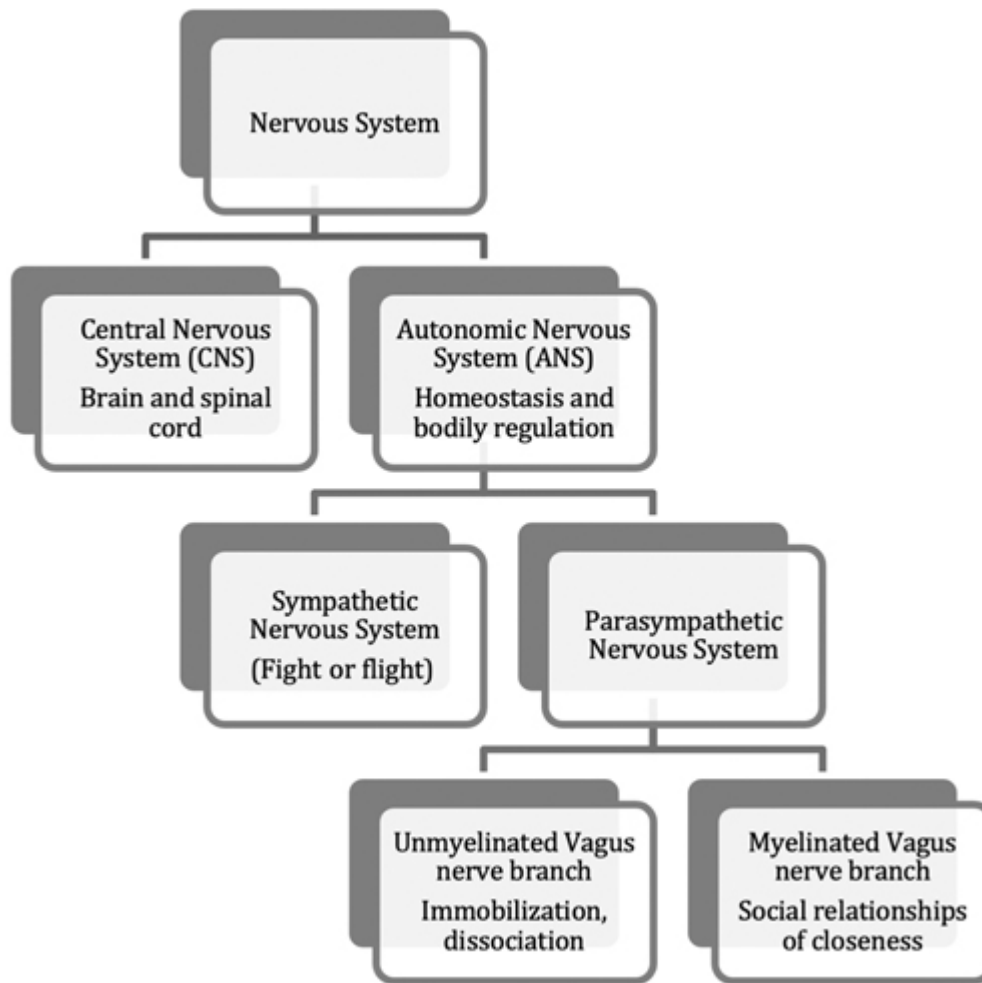 Nervous System
Central Nervous
System (CNS)
Brain and spinal
cord
Autonomic Nervous
System (ANS)
Homeostasis and
bodily regulation
Sympathetic
Nervous System
(Fight or flight)
Parasympathetic
Nervous System
Unmyelinated Vagus
nerve branch
Immobilization,
dissociation
Myelinated Vagus
nerve branch
Social relationships
of closeness